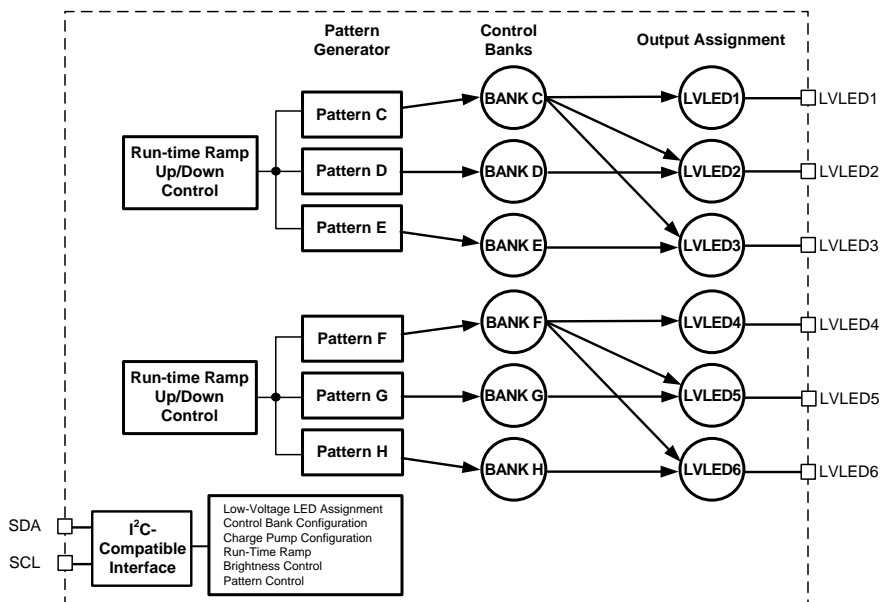 Pattern
Generator
Control
Banks
Output Assignment
Run-time Ramp
Up/Down
Control
Pattern C
Pattern D
Pattern E
BANK C
BANK D
BANK E
LVLED1
LVLED2
LVLED3
LVLED1
LVLED2
LVLED3
Run-time Ramp
Up/Down
Control
Pattern F
Pattern G
Pattern H
BANK F
BANK G
BANK H
LVLED4
LVLED5
LVLED6
LVLED4
LVLED5
LVLED6
SDA
SCL
I²C-
Compatible
Interface
Low-Voltage LED Assignment
Control Bank Configuration
Charge Pump Configuration
Run-Time Ramp
Brightness Control
Pattern Control